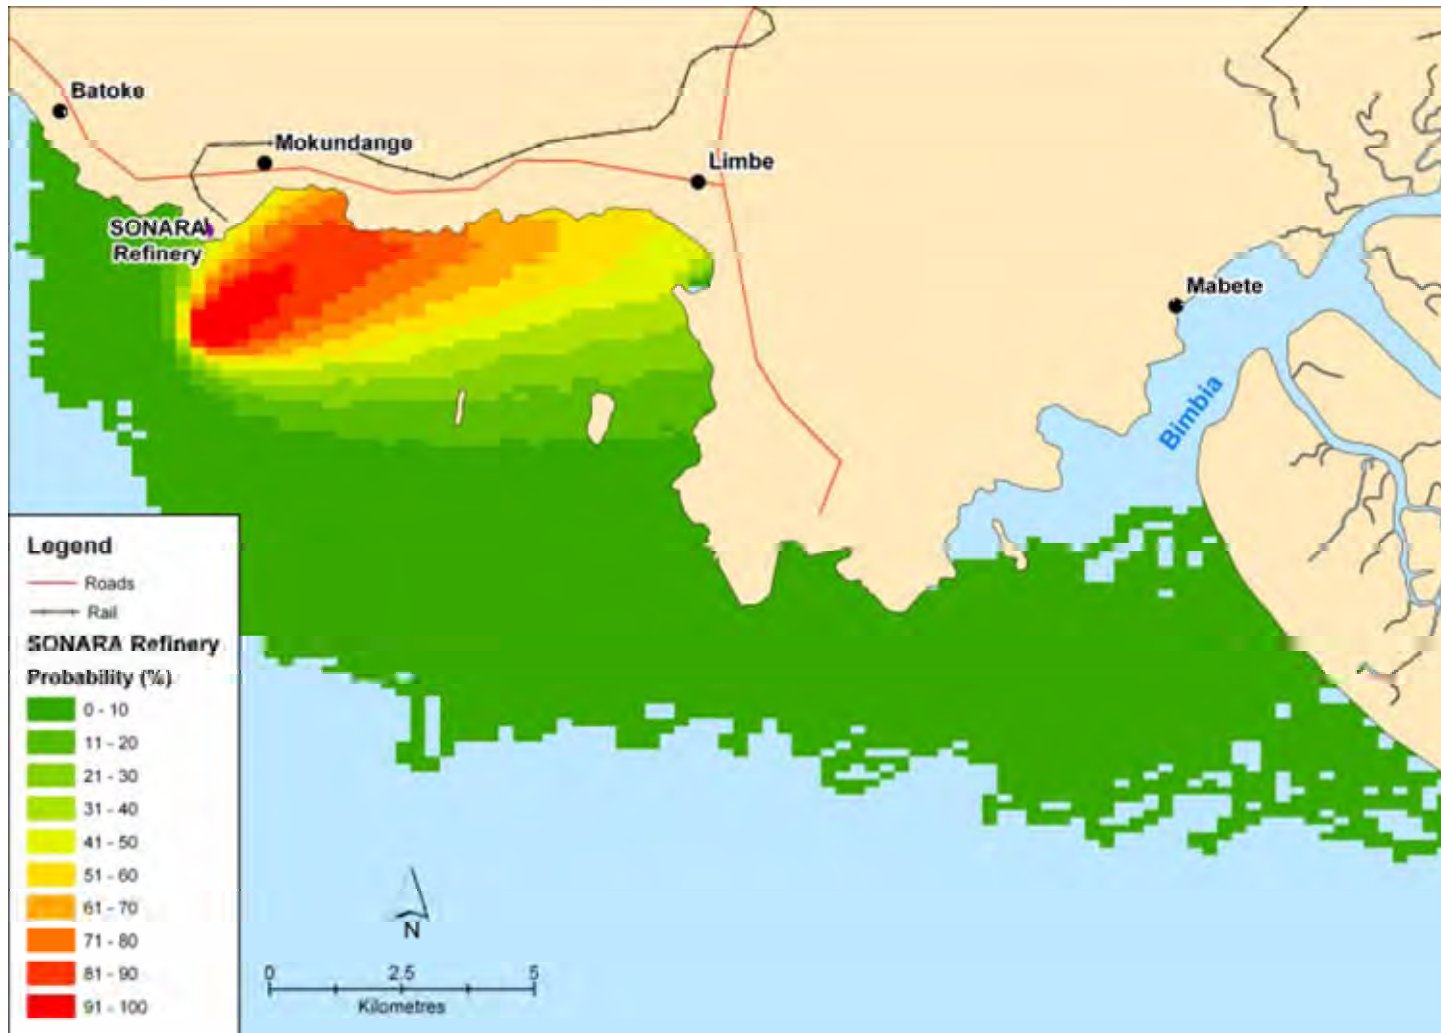 Batoke
Mokundange
Limbe
SONARA
Refinery
Mabete
Bimbia
Legend
Roads
Rail
SONARA Refinery
Probability (%)
0 - 10
11 - 20
21 - 30
31 - 40
41 - 50
51 - 60
61 - 70
71 - 80
81 - 90
91 - 100
N
0 2.5 5
Kilometres